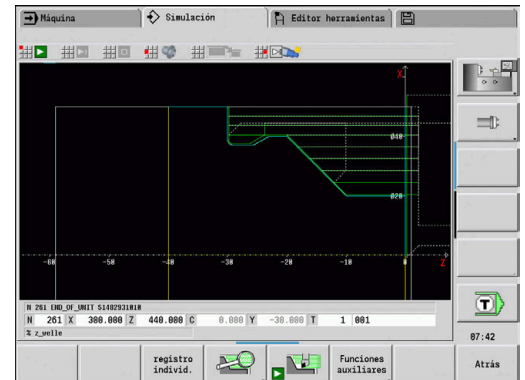 Máquina
Simulación
Editor herramientas
X
Ø40
Ø20
-60 -50 -40 -30 -20 -10 0 Z
N 261 END_OF_UNIT S1482931010
N 261 X 300.000 Z 440.000 C 0.000 Y -30.000 T 1 001
% z_welle
T
07:42
registro individ.
Funciones auxiliares
Atrás